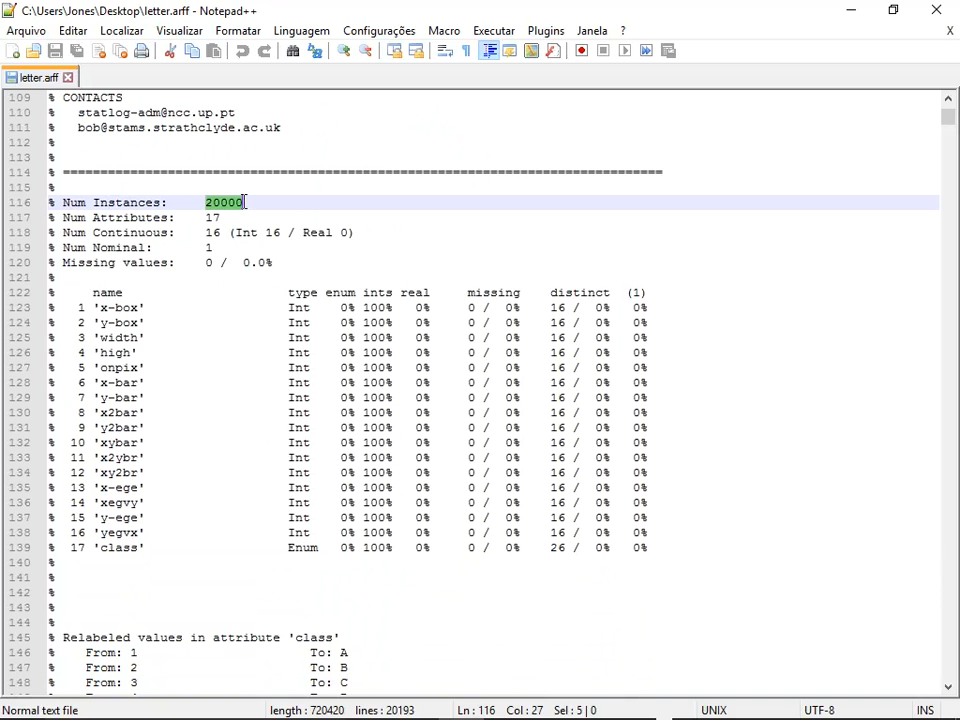 C:\Users\Jones\Desktop\letter.arff - Notepad++
Arquivo Editar Localizar Visualizar Formatar Linguagem Configurações Macro Executar Plugins Janela ? X
letter.arff
109 % CONTACTS
110 % statlog-adm@ncc.up.pt
111 % bob@stams.strathclyde.ac.uk
112 %
113 %
114 % ================================================================================
115 %
116 % Num Instances: 20000
117 % Num Attributes: 17
118 % Num Continuous: 16 (Int 16 / Real 0)
119 % Num Nominal: 1
120 % Missing values: 0 / 0.0%
121 %
122 % name type enum ints real missing distinct (1)
123 % 1 'x-box' Int 0% 100% 0% 0 / 0% 16 / 0% 0%
124 % 2 'y-box' Int 0% 100% 0% 0 / 0% 16 / 0% 0%
125 % 3 'width' Int 0% 100% 0% 0 / 0% 16 / 0% 0%
126 % 4 'high' Int 0% 100% 0% 0 / 0% 16 / 0% 0%
127 % 5 'onpix' Int 0% 100% 0% 0 / 0% 16 / 0% 0%
128 % 6 'x-bar' Int 0% 100% 0% 0 / 0% 16 / 0% 0%
129 % 7 'y-bar' Int 0% 100% 0% 0 / 0% 16 / 0% 0%
130 % 8 'x2bar' Int 0% 100% 0% 0 / 0% 16 / 0% 0%
131 % 9 'y2bar' Int 0% 100% 0% 0 / 0% 16 / 0% 0%
132 % 10 'xybar' Int 0% 100% 0% 0 / 0% 16 / 0% 0%
133 % 11 'x2ybr' Int 0% 100% 0% 0 / 0% 16 / 0% 0%
134 % 12 'xy2br' Int 0% 100% 0% 0 / 0% 16 / 0% 0%
135 % 13 'x-ege' Int 0% 100% 0% 0 / 0% 16 / 0% 0%
136 % 14 'xegvy' Int 0% 100% 0% 0 / 0% 16 / 0% 0%
137 % 15 'y-ege' Int 0% 100% 0% 0 / 0% 16 / 0% 0%
138 % 16 'yegvx' Int 0% 100% 0% 0 / 0% 16 / 0% 0%
139 % 17 'class' Enum 0% 100% 0% 0 / 0% 26 / 0% 0%
140 %
141 %
142 %
143 %
144 %
145 % Relabeled values in attribute 'class'
146 % From: 1 To: A
147 % From: 2 To: B
148 % From: 3 To: C
Normal text file length : 720420 lines : 20193 Ln : 116 Col : 27 Sel : 5 | 0 UNIX UTF-8 INS